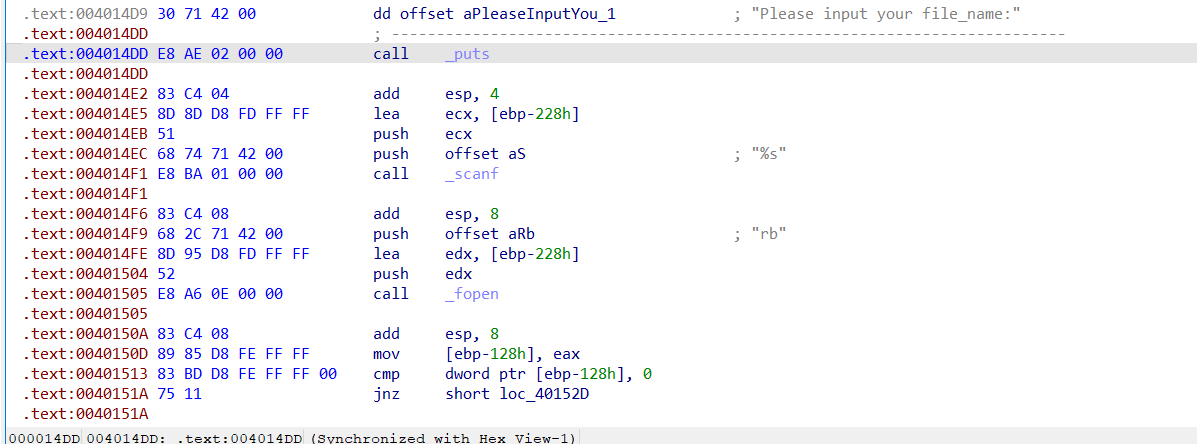 .text:004014D9 30 71 42 00 dd offset aPleaseInputYou_1 ; "Please input your file_name:"
.text:004014DD ; ---------------------------------------------------------------------------
.text:004014DD E8 AE 02 00 00 call _puts
.text:004014DD
.text:004014E2 83 C4 04 add esp, 4
.text:004014E5 8D 8D D8 FD FF FF lea ecx, [ebp-228h]
.text:004014EB 51 push ecx
.text:004014EC 68 74 71 42 00 push offset aS ; "%s"
.text:004014F1 E8 BA 01 00 00 call _scanf
.text:004014F1
.text:004014F6 83 C4 08 add esp, 8
.text:004014F9 68 2C 71 42 00 push offset aRb ; "rb"
.text:004014FE 8D 95 D8 FD FF FF lea edx, [ebp-228h]
.text:00401504 52 push edx
.text:00401505 E8 A6 0E 00 00 call _fopen
.text:00401505
.text:0040150A 83 C4 08 add esp, 8
.text:0040150D 89 85 D8 FE FF FF mov [ebp-128h], eax
.text:00401513 83 BD D8 FE FF FF 00 cmp dword ptr [ebp-128h], 0
.text:0040151A 75 11 jnz short loc_40152D
.text:0040151A
000014DD 004014DD: .text:004014DD (Synchronized with Hex View-1)